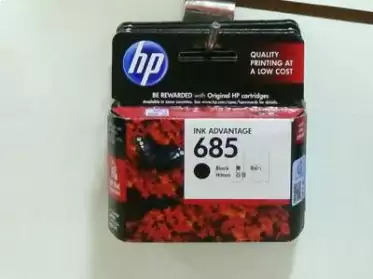 hp
QUALITY
PRINTING AT
A LOW COST
BE REWARDED with Original HP cartridges
INK ADVANTAGE
685
Black